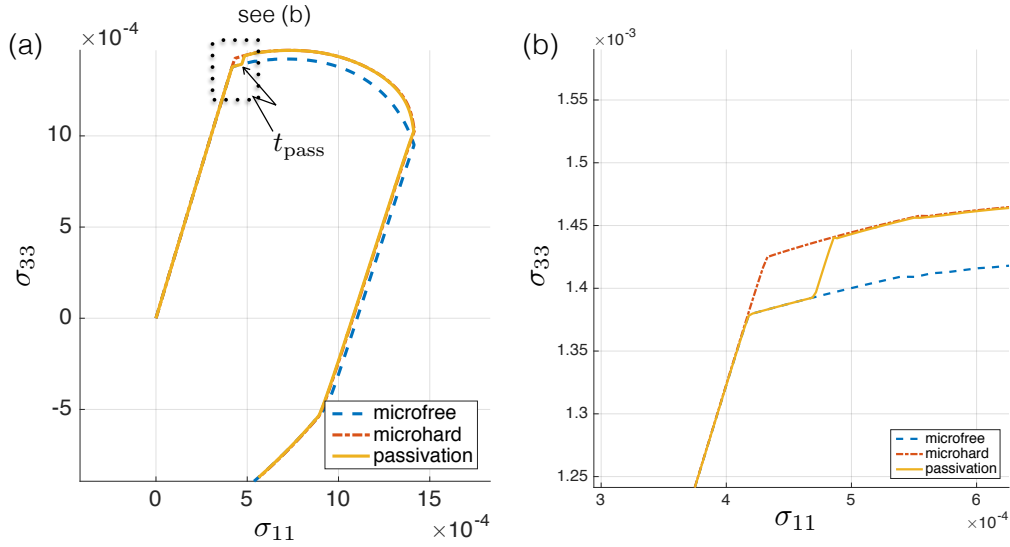 see (b)
(a)
×10⁻⁴
σ₃₃
10
5
0
-5
t_pass
microfree
microhard
passivation
0
5
10
15
σ₁₁
×10⁻⁴
(b)
×10⁻³
σ₃₃
1.55
1.5
1.45
1.4
1.35
1.3
1.25
microfree
microhard
passivation
3
4
5
6
σ₁₁
×10⁻⁴